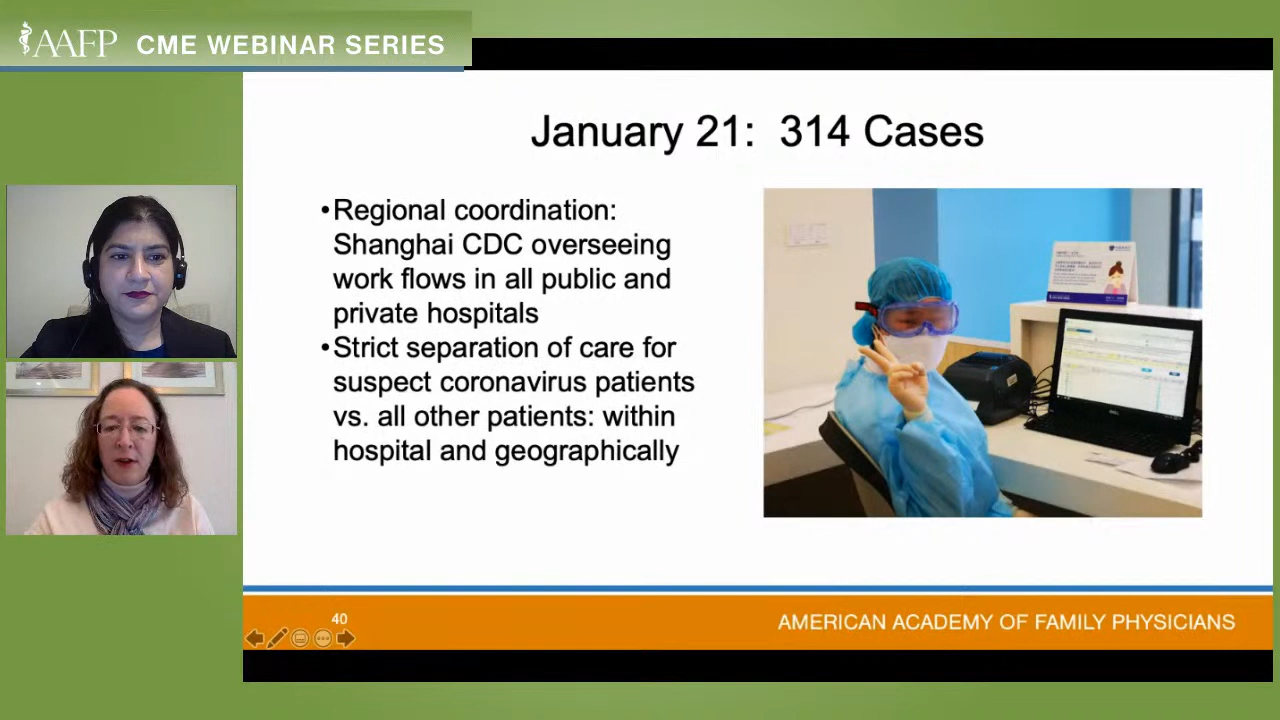 AAFP CME WEBINAR SERIES
January 21: 314 Cases
•Regional coordination:
Shanghai CDC overseeing
work flows in all public and
private hospitals
•Strict separation of care for
suspect coronavirus patients
vs. all other patients: within
hospital and geographically
DELL
40
AMERICAN ACADEMY OF FAMILY PHYSICIANS